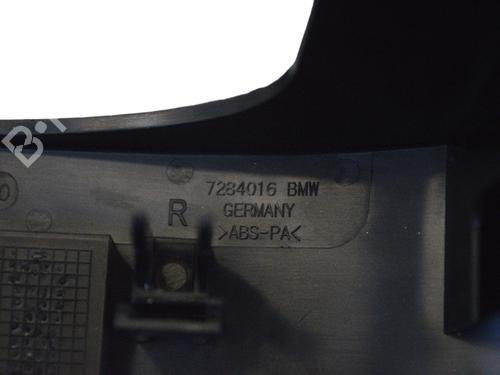 7284016 BMW
R
GERMANY
>ABS-PA<